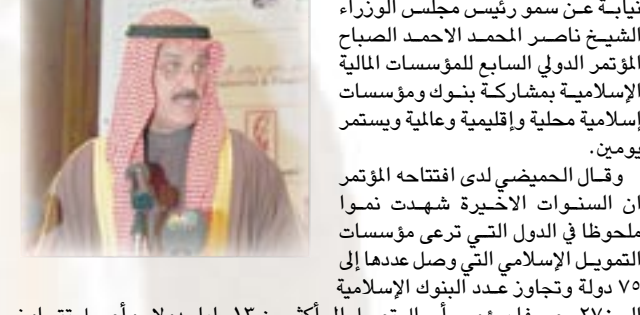 نيابة عن سمو رئيس مجلس الوزراء
الشيخ ناصر المحمد الاحمد الصباح
المؤتمر الدولي السابع للمؤسسات المالية
الإسلامية بمشاركة بنوك ومؤسسات
إسلامية محلية وإقليمية وعالمية ويستمر
يومين.
وقال الحميضي لدى افتتاحه المؤتمر
ان السنوات الاخيرة شهدت نموا
ملحوظا في الدول التي ترعى مؤسسات
التمويل الإسلامي التي وصل عددها إلى
٧٥ دولة وتجاوز عدد البنوك الإسلامية